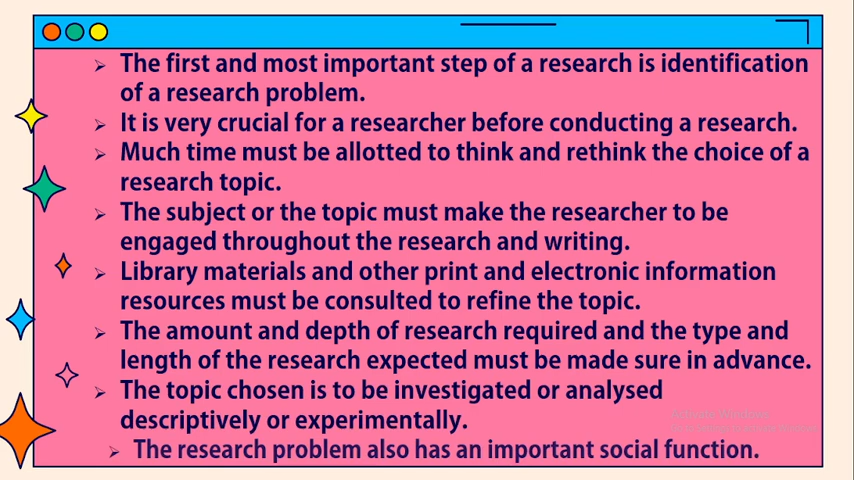 ➢ The first and most important step of a research is identification
of a research problem.
➢ It is very crucial for a researcher before conducting a research.
➢ Much time must be allotted to think and rethink the choice of a
research topic.
➢ The subject or the topic must make the researcher to be
engaged throughout the research and writing.
➢ Library materials and other print and electronic information
resources must be consulted to refine the topic.
➢ The amount and depth of research required and the type and
length of the research expected must be made sure in advance.
➢ The topic chosen is to be investigated or analysed
descriptively or experimentally.
Activate Windows
➢ The research problem also has an important social function.